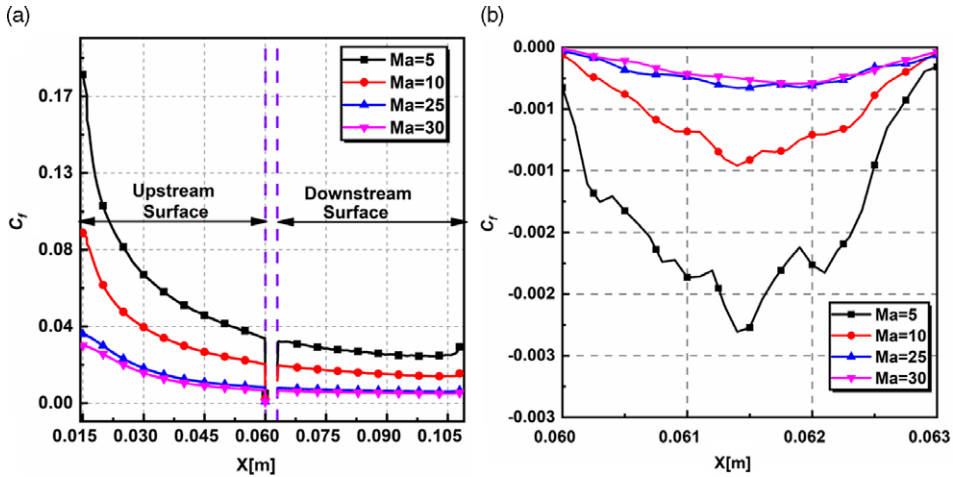 (a)
0.17
0.13
0.08
0.04
0.00
Cf
Ma=5
Ma=10
Ma=25
Ma=30
Upstream
Surface
Downstream
Surface
0.015 0.030 0.045 0.060 0.075 0.090 0.105
X[m]
(b)
0.000
-0.001
-0.001
-0.002
-0.002
-0.003
-0.003
Cf
Ma=5
Ma=10
Ma=25
Ma=30
0.060 0.061 0.062 0.063
X[m]